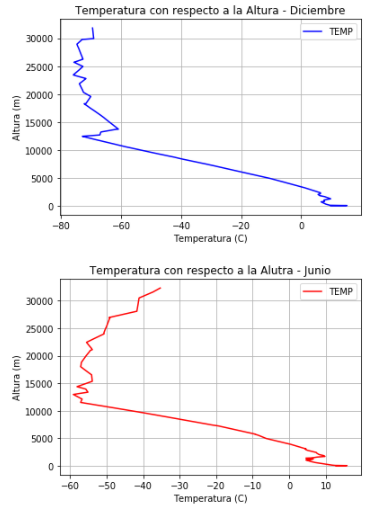 Temperatura con respecto a la Altura - Diciembre
TEMP
30000
25000
20000
15000
10000
5000
0
Altura (m)
−80 −60 −40 −20 0
Temperatura (C)
Temperatura con respecto a la Alutra - Junio
TEMP
30000
25000
20000
15000
10000
5000
0
Altura (m)
−60 −50 −40 −30 −20 −10 0 10
Temperatura (C)